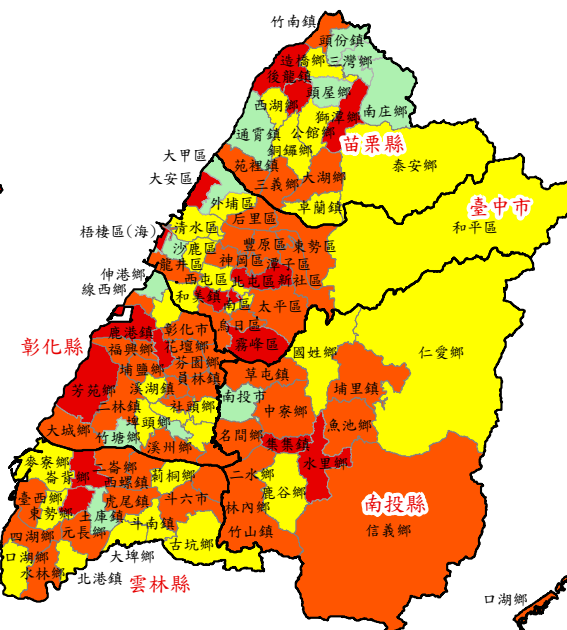 竹南鎮
頭份鎮
造橋鄉
三灣鄉
後龍鎮
頭屋鄉
西湖鄉
獅潭鄉
南庄鄉
通霄鎮
公館鄉
苗栗縣
銅鑼鄉
大甲區
苑裡鎮
泰安鄉
大安區
三義鄉
大湖鄉
外埔區
卓蘭鎮
臺中市
后里區
梧棲區(海)
清水區
和平區
沙鹿區
豐原區
東勢區
龍井區
神岡區
潭子區
伸港鄉
西屯區
北屯區
新社區
線西鄉
和美鎮
南區
太平區
鹿港鎮
彰化市
烏日區
彰化縣
福興鄉
花壇鄉
霧峰區
國姓鄉
仁愛鄉
埔鹽鄉
芬園鄉
員林鎮
草屯鎮
芳苑鄉
溪湖鎮
南投市
埔里鎮
二林鎮
社頭鄉
中寮鄉
埤頭鄉
魚池鄉
大城鄉
竹塘鄉
溪州鄉
名間鄉
集集鎮
麥寮鄉
二崙鄉
水里鄉
崙背鄉
西螺鎮
莿桐鄉
二水鄉
臺西鄉
虎尾鎮
斗六市
鹿谷鄉
南投縣
東勢鄉
土庫鎮
林內鄉
四湖鄉
元長鄉
斗南鎮
竹山鎮
信義鄉
口湖鄉
大埤鄉
古坑鄉
水林鄉
北港鎮
雲林縣
口湖鄉